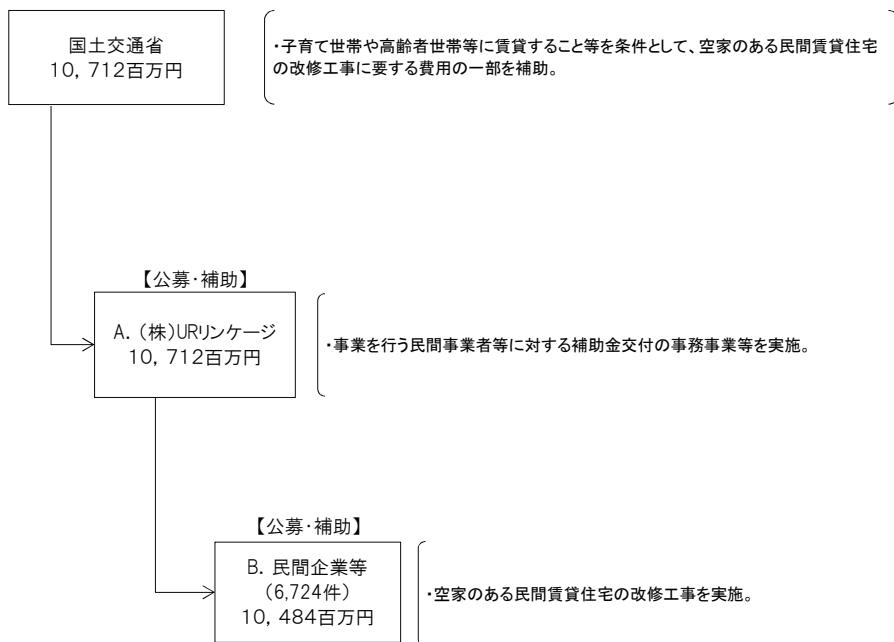 国土交通省
10,712百万円
・子育て世帯や高齢者世帯等に賃貸すること等を条件として、空家のある民間賃貸住宅
の改修工事に要する費用の一部を補助。
【公募・補助】
A. (株)URリンケージ
10,712百万円
・事業を行う民間事業者等に対する補助金交付の事務事業等を実施。
【公募・補助】
B. 民間企業等
(6,724件)
10,484百万円
・空家のある民間賃貸住宅の改修工事を実施。